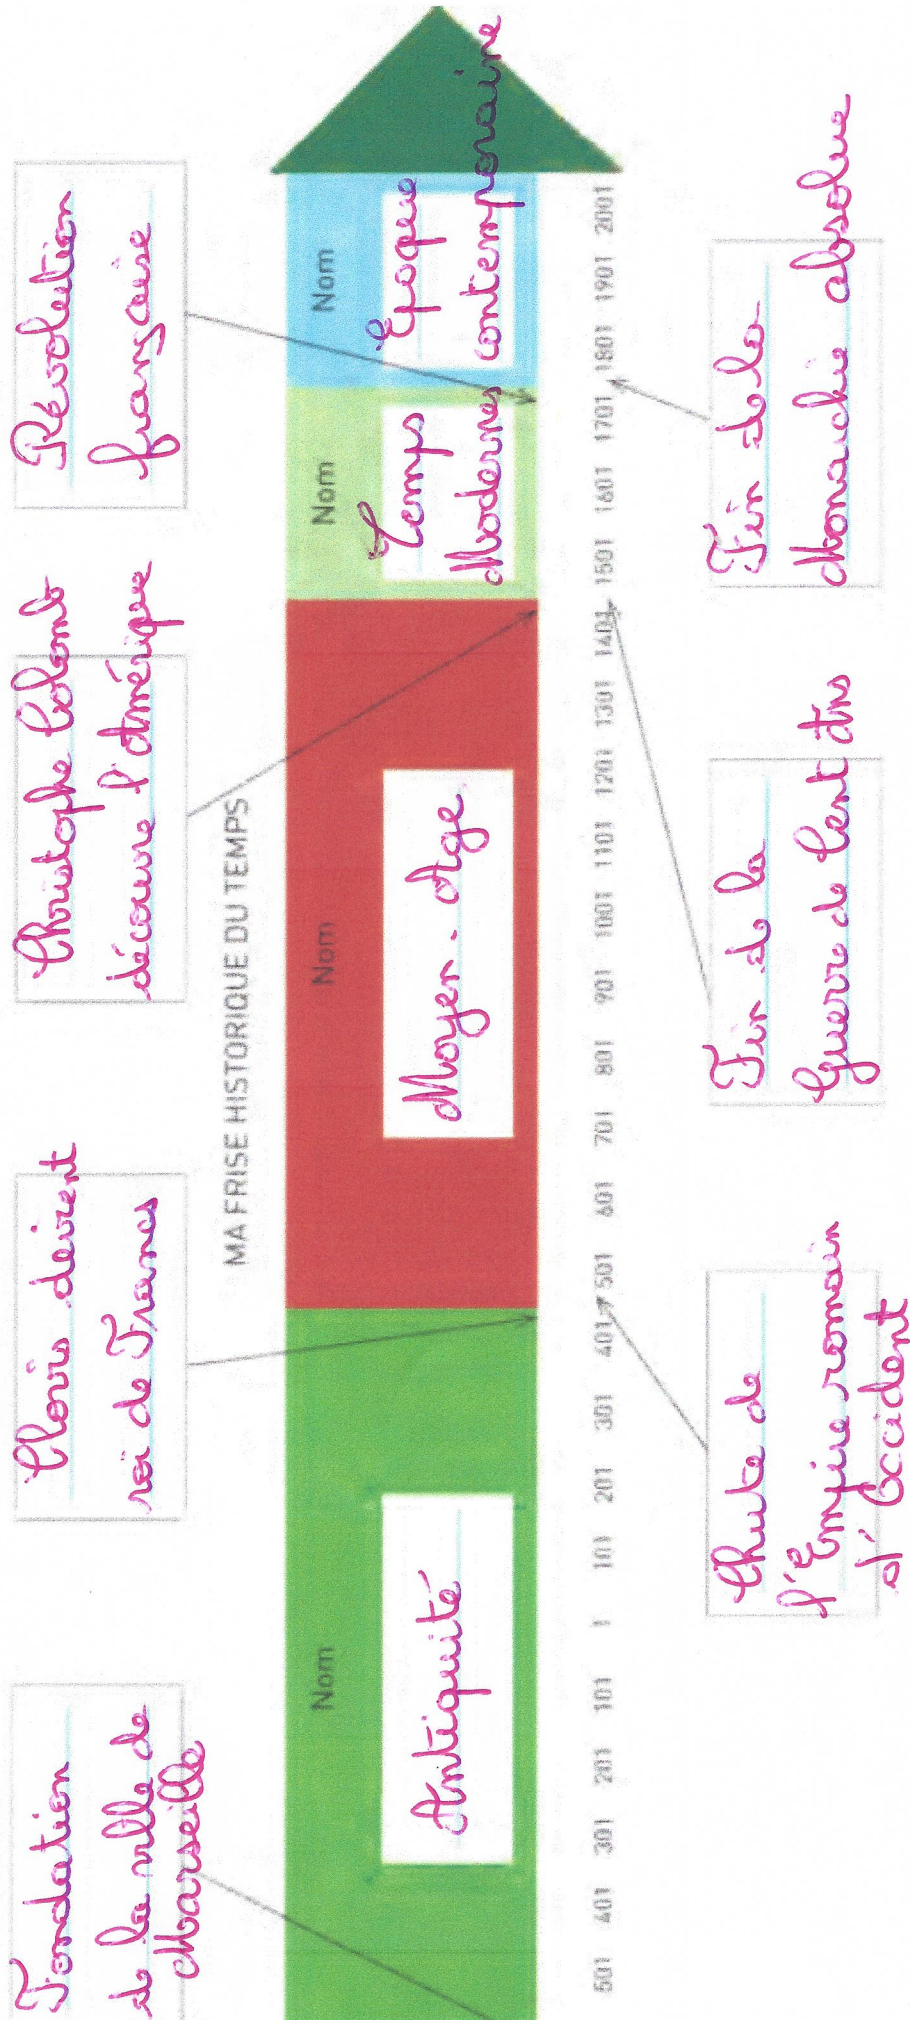 Fondation
de la ville de
Marseille
Clovis devient
roi de Francs
Christophe Colomb
découvre l'Amérique
Révolution
française
MA FRISE HISTORIQUE DU TEMPS
Nom
Antiquité
Nom
Moyen-Age
Nom
Temps
Modernes
Nom
Epoque
contemporaine
501 401 301 201 101 1 101 201 301 401 501 601 701 801 901 1001 1101 1201 1301 1401 1501 1601 1701 1801 1901 2001
Chute de
l'Empire romain
d'Occident
Fin de la
Guerre de Cent Ans
Fin de la
Monarchie absolue